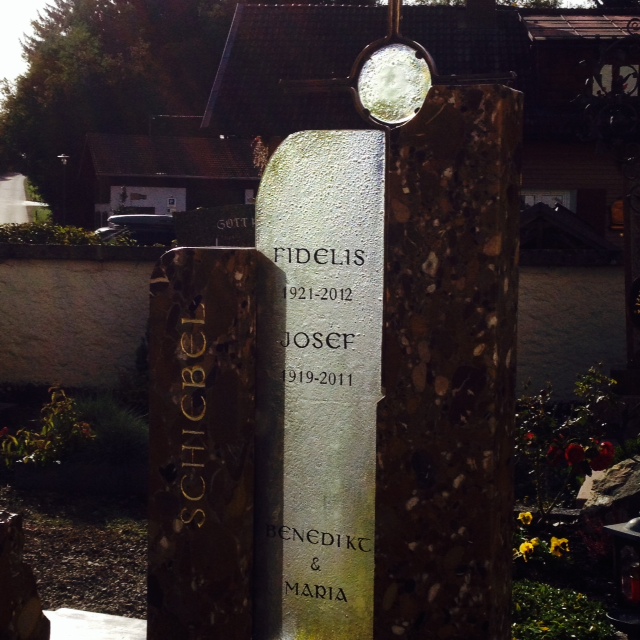 SCHIEBEL
FIDELIS
1921-2012
JOSEF
1919-2011
BENEDIKT
&
MARIA